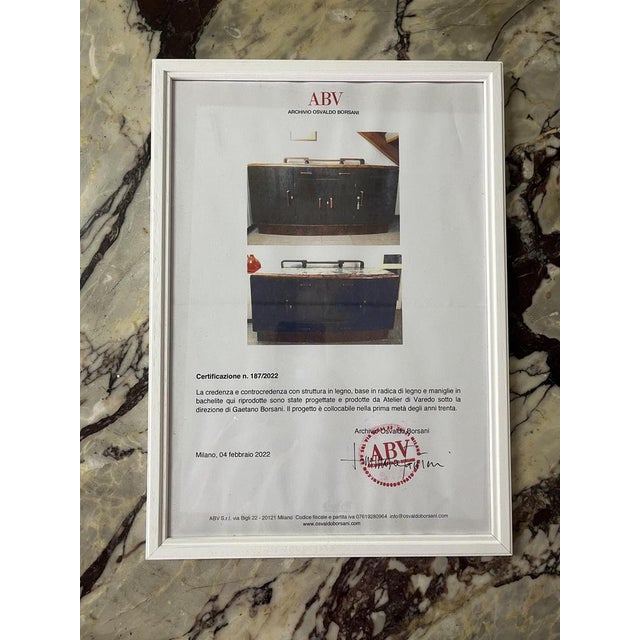 ABV
ARCHIVIO OSVALDO BORSANI
Certificazione n. 187/2022
La credenza e controcredenza con struttura in legno, base in radica di legno e maniglie in
bachelite qui riprodotte sono state progettate e prodotte da Atelier di Varedo sotto la
direzione di Gaetano Borsani. Il progetto è collocabile nella prima metà degli anni trenta.
Archivio Osvaldo Borsani
Milano, 04 febbraio 2022
ABV
ABV S.r.l. via Bigli 22 - 20121 Milano Codice fiscale e partita iva 07619280964 info@osvaldoborsani.com
www.osvaldoborsani.com